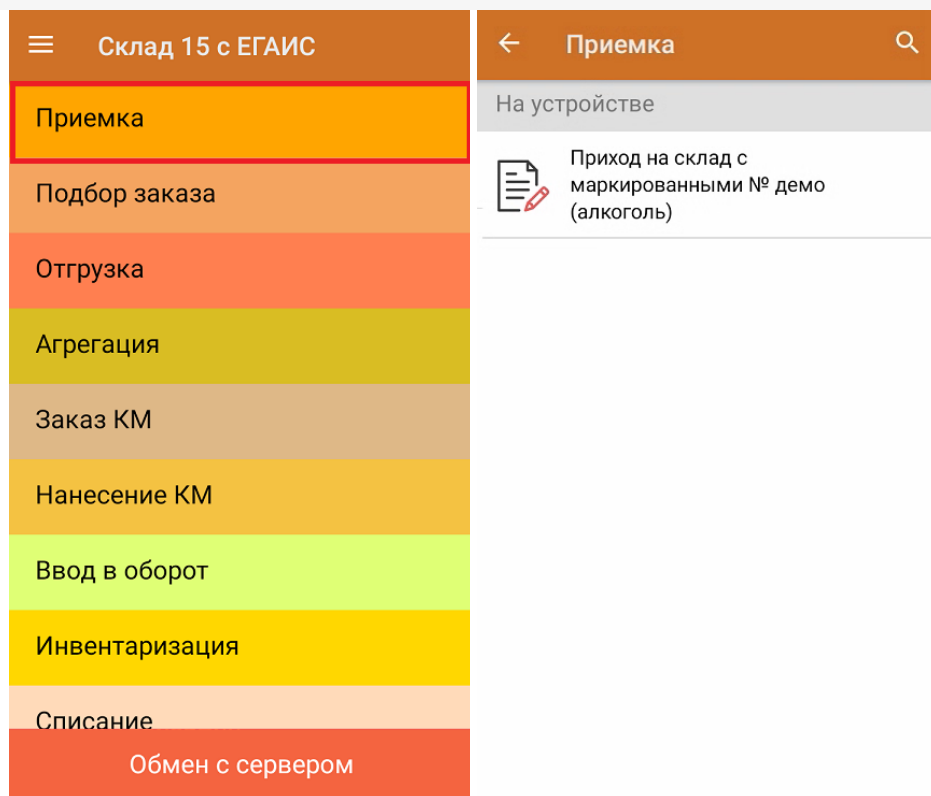 Склад 15 с ЕГАИС
Приемка
Подбор заказа
Отгрузка
Агрегация
Заказ КМ
Нанесение КМ
Ввод в оборот
Инвентаризация
Списание
Обмен с сервером
Приемка
На устройстве
Приход на склад с
маркированными № демо
(алкоголь)